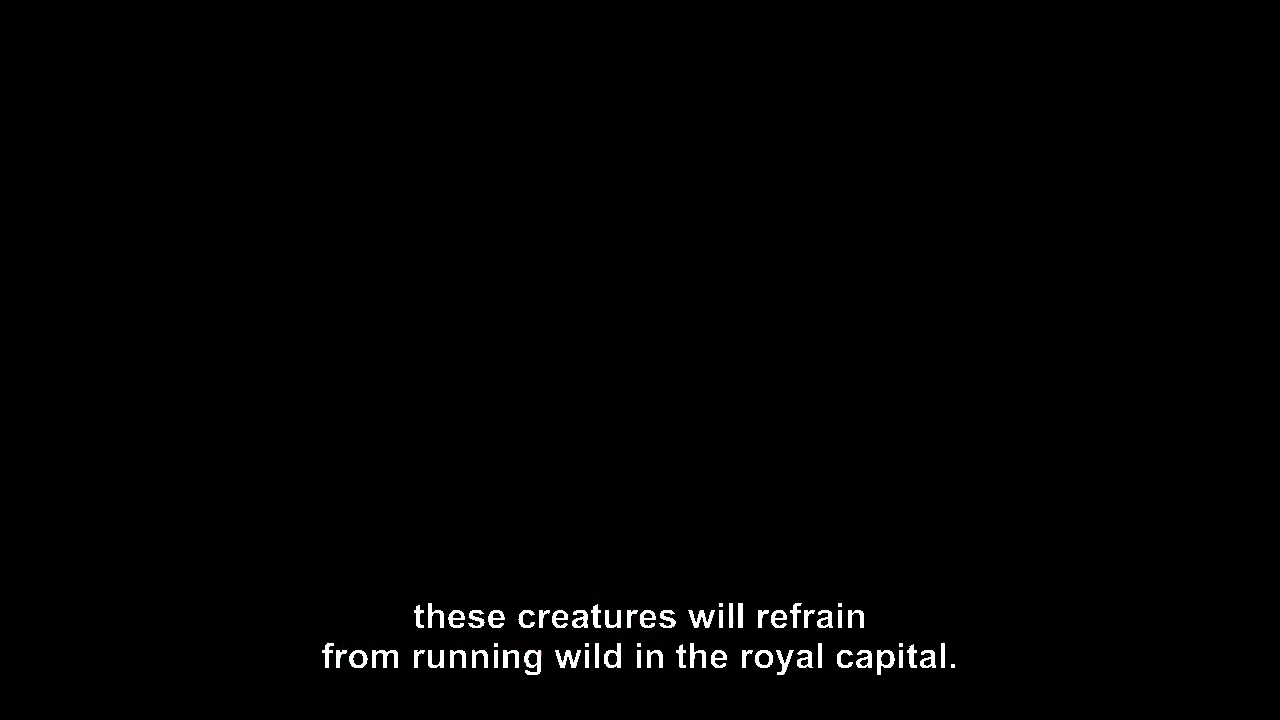 these creatures will refrain
from running wild in the royal capital.